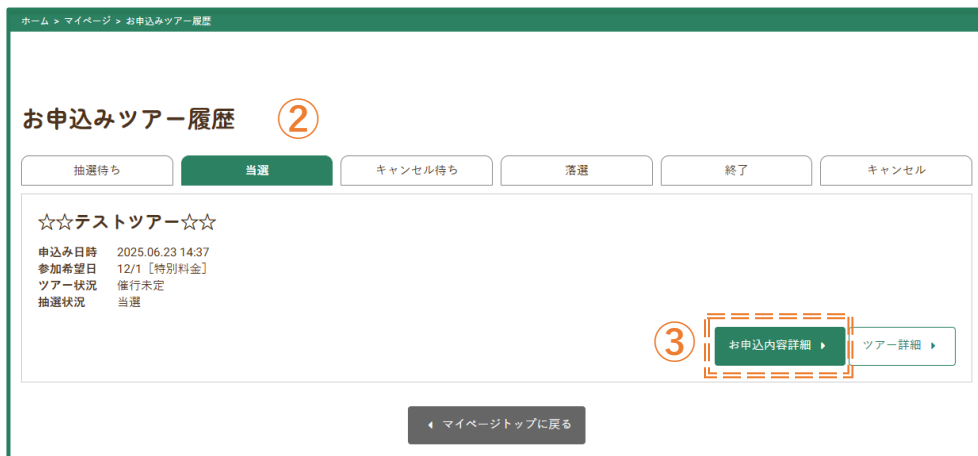 ホーム > マイページ > お申込みツアー履歴
お申込みツアー履歴 ②
抽選待ち 当選 キャンセル待ち 落選 終了 キャンセル
☆☆テストツアー☆☆
申込み日時 2025.06.23 14:37
参加希望日 12/1［特別料金］
ツアー状況 催行未定
抽選状況 当選
③ お申込内容詳細 ツアー詳細
マイページトップに戻る